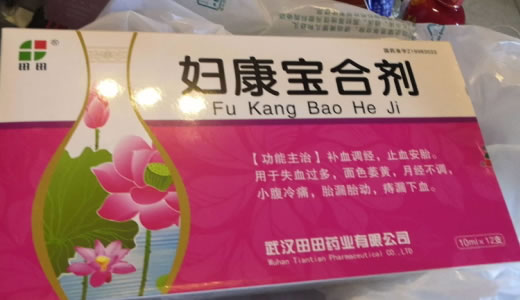 田田®
妇康宝合剂
Fu Kang Bao He Ji
【功能主治】补血调经，止血安胎。
用于失血过多，面色萎黄，月经不调，
小腹冷痛，胎漏胎动，痔漏下血。
武汉田田药业有限公司
Wuhan Tiantian Pharmaceutical CO.,LTD
10ml×12支